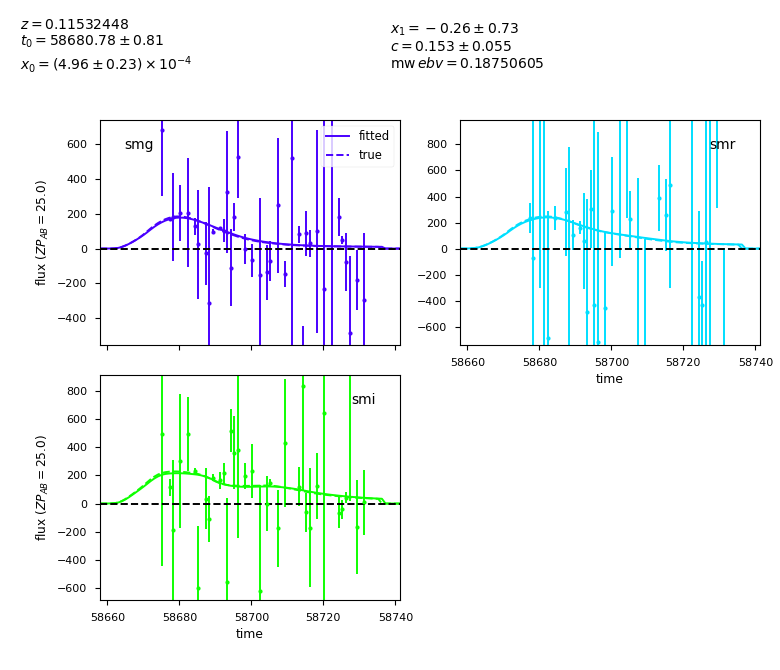 z = 0.11532448
t₀ = 58680.78 ± 0.81
x₀ = (4.96 ± 0.23) × 10⁻⁴
x₁ = −0.26 ± 0.73
c = 0.153 ± 0.055
mw ebv = 0.18750605
smg
fitted
true
flux (ZP_AB = 25.0)
600
400
200
0
−200
−400
smr
800
600
400
200
0
−200
−400
−600
58660 58680 58700 58720 58740
time
smi
flux (ZP_AB = 25.0)
800
600
400
200
0
−200
−400
−600
58660 58680 58700 58720 58740
time